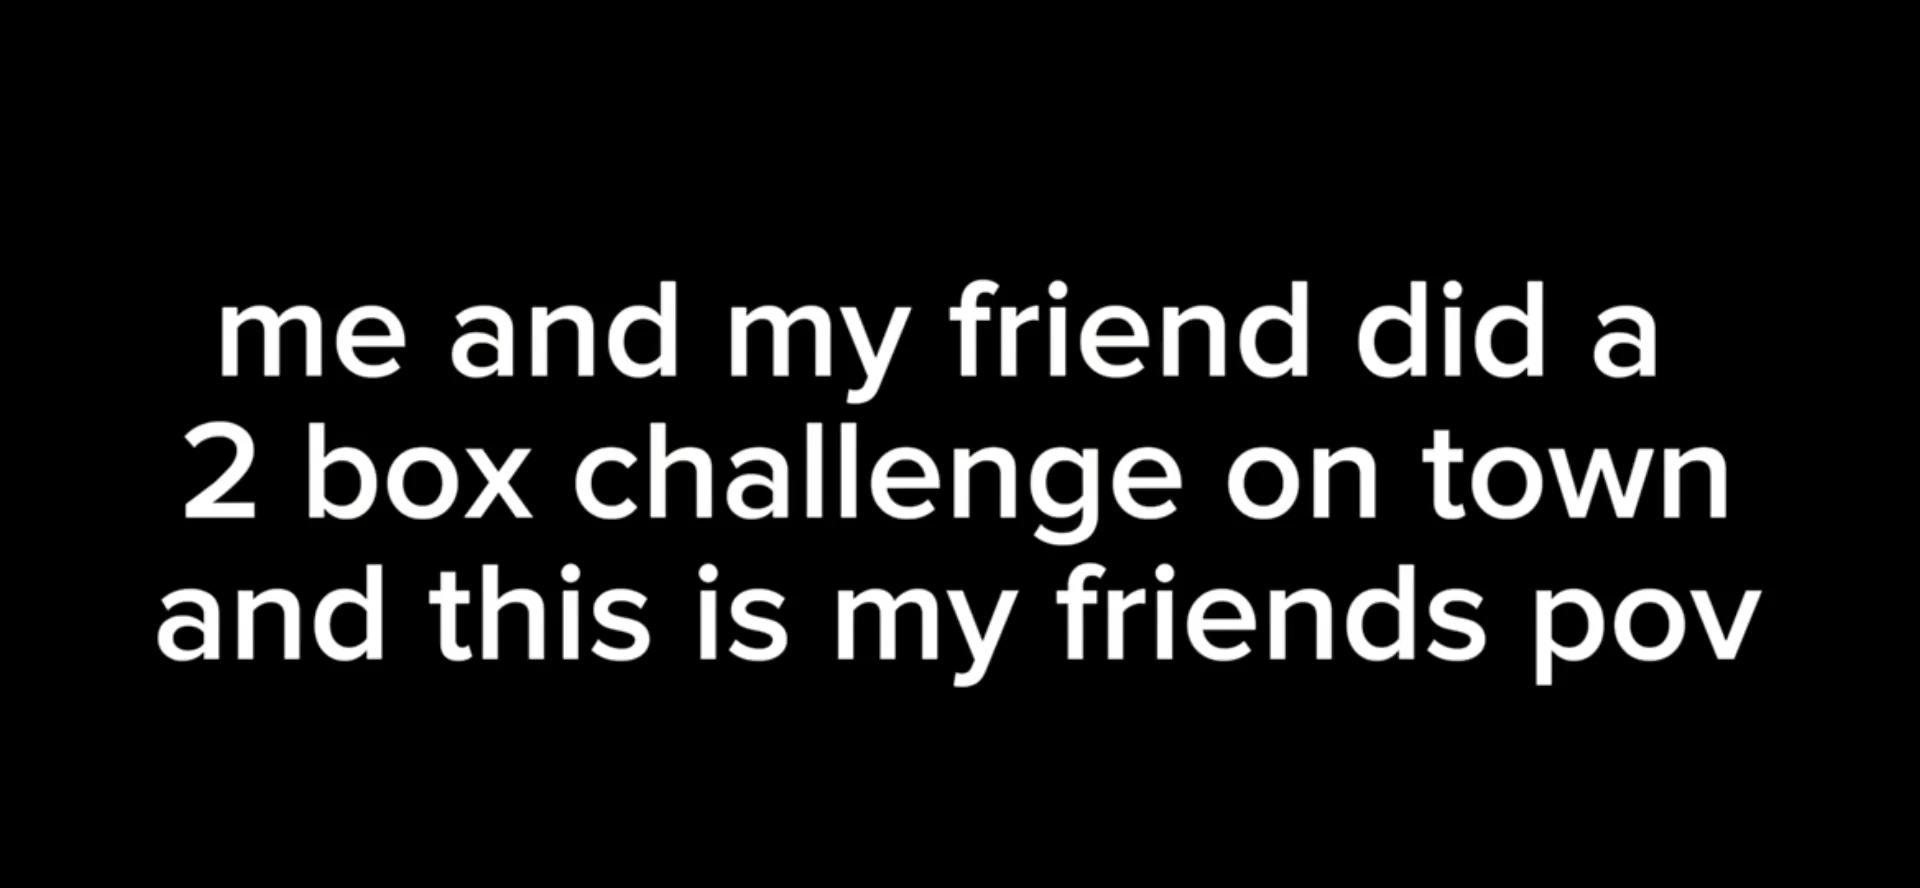 me and my friend did a
2 box challenge on town
and this is my friends pov